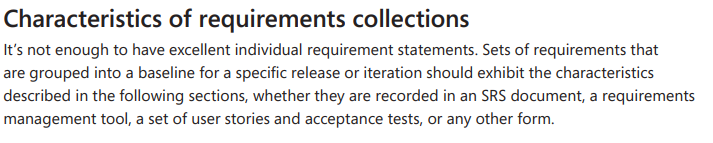 Characteristics of requirements collections
It’s not enough to have excellent individual requirement statements. Sets of requirements that
are grouped into a baseline for a specific release or iteration should exhibit the characteristics
described in the following sections, whether they are recorded in an SRS document, a requirements
management tool, a set of user stories and acceptance tests, or any other form.